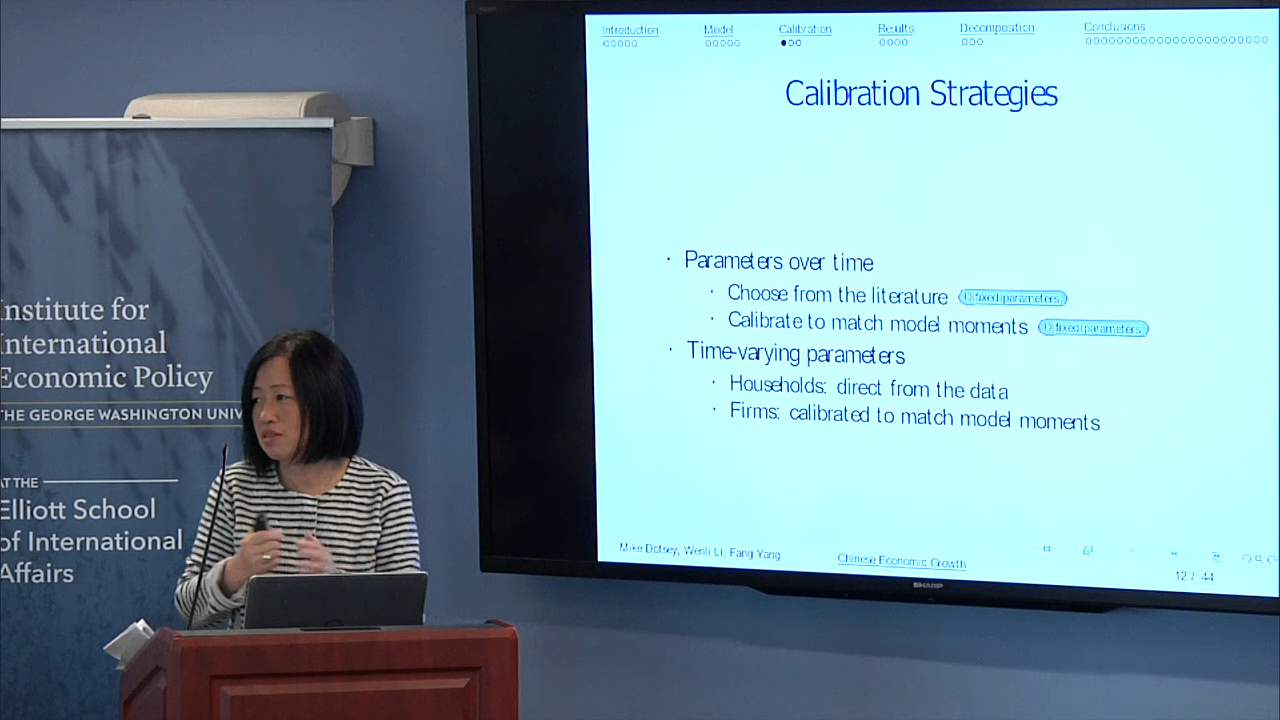 Institute for
International
Economic Policy
THE GEORGE WASHINGTON UNIV
AT THE
Elliott School
of International
Affairs
Introduction Model Calibration Results Decomposition Conclusions
Calibration Strategies
· Parameters over time
· Choose from the literature fixed parameters
· Calibrate to match model moments fixed parameters
· Time-varying parameters
· Households: direct from the data
· Firms: calibrated to match model moments
Mike Dotsey, Wenli Li, Fang Yang Chinese Economic Growth
12 / 44
SHARP